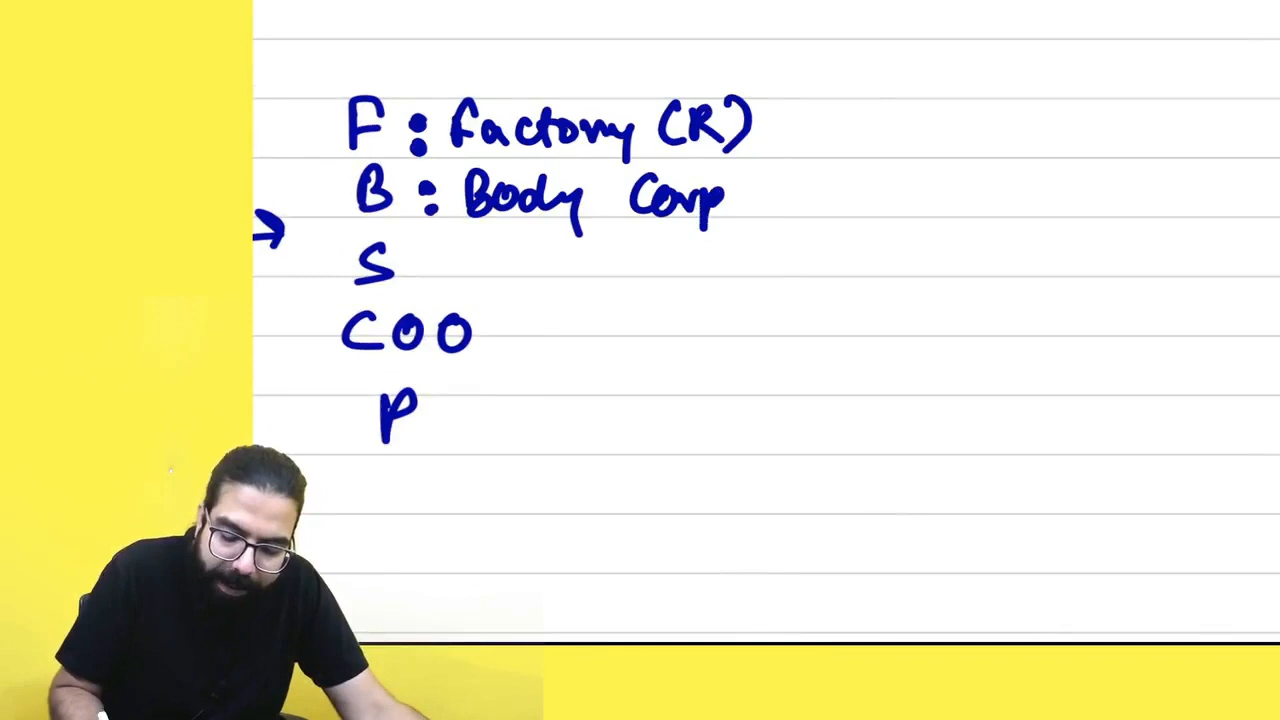 F : Factory (R)
B : Body Corp
→
S
COO
P